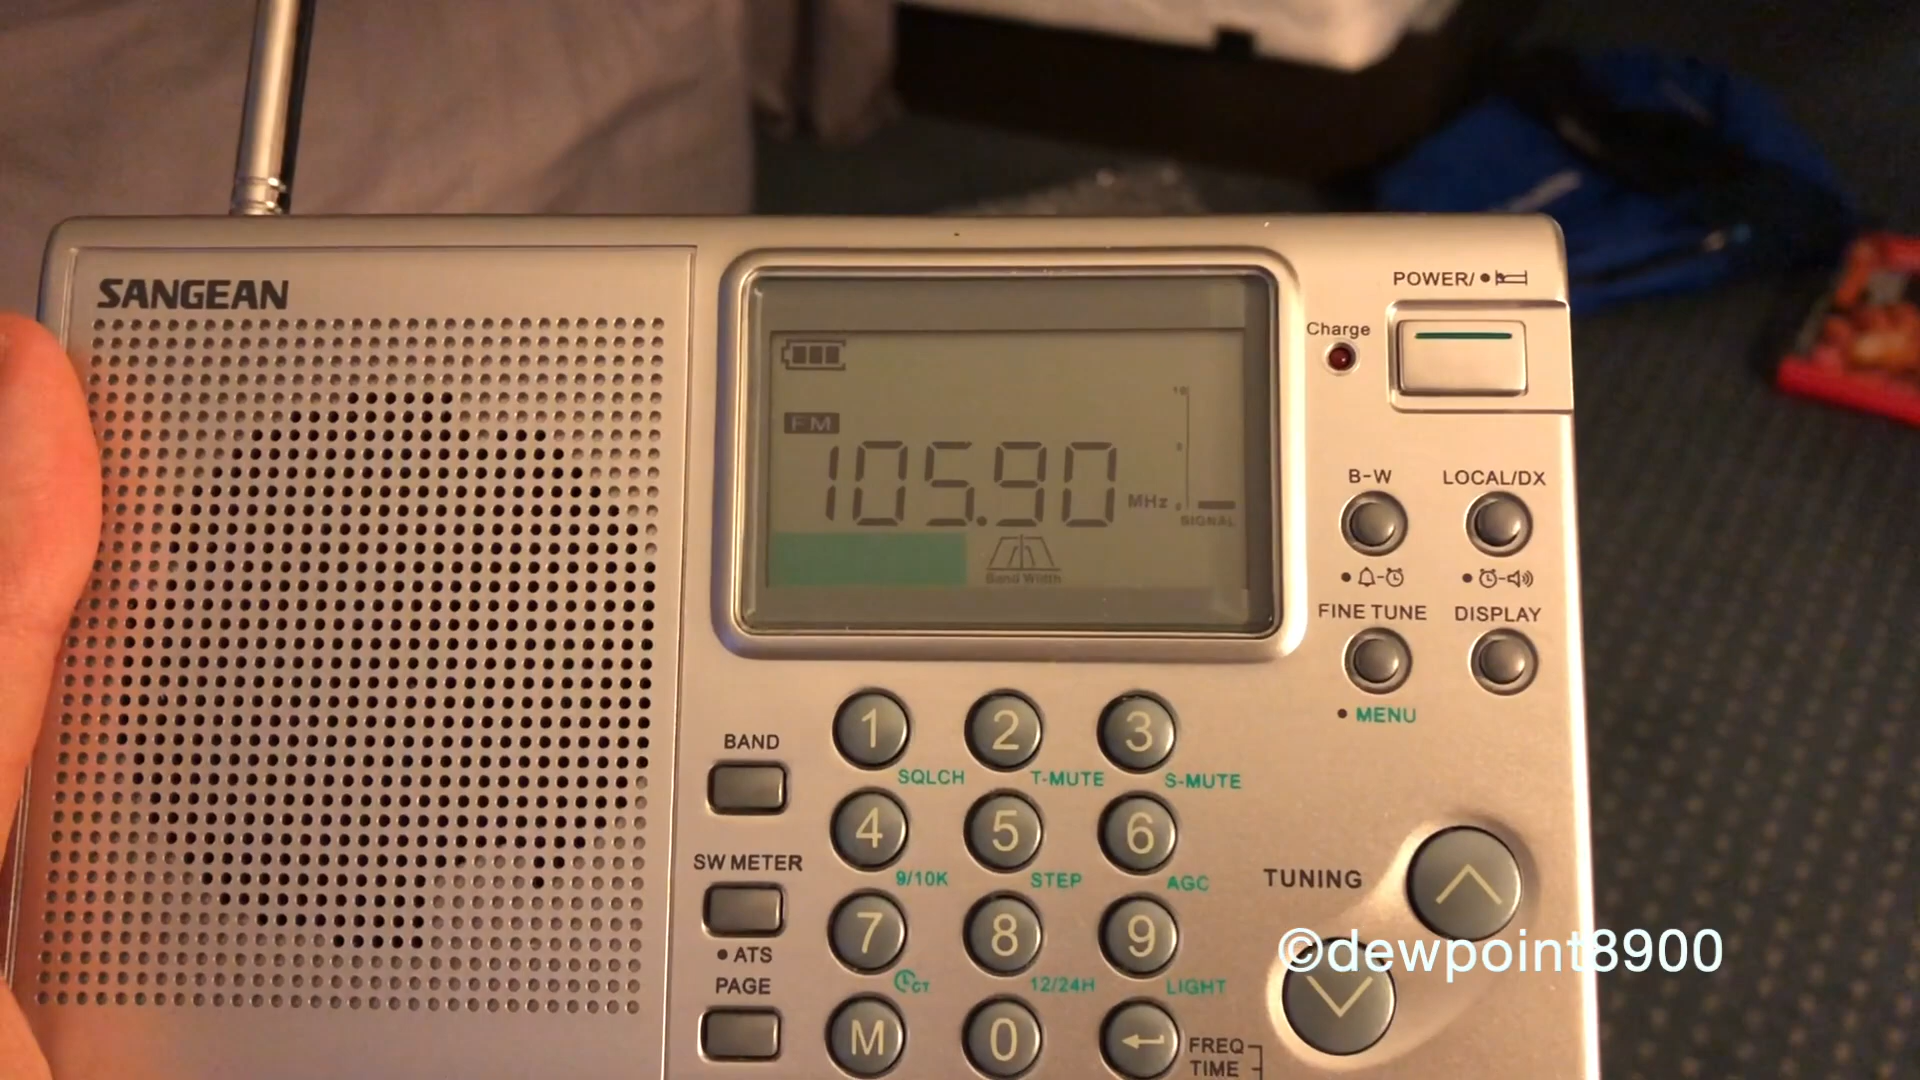 SANGEAN
POWER/
Charge
FM
105.90 MHz
10
SIGNAL
Band Width
B-W
LOCAL/DX
FINE TUNE
DISPLAY
MENU
BAND
1
2
3
SQLCH
T-MUTE
S-MUTE
SW METER
4
5
6
9/10K
STEP
AGC
TUNING
ATS
7
8
9
©dewpoint8900
PAGE
CT
12/24H
LIGHT
M
0
FREQ
TIME